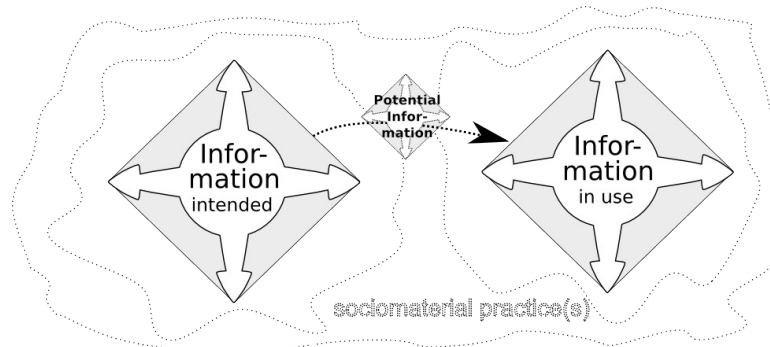 Infor-
mation
intended
Potential
Infor-
mation
Infor-
mation
in use
sociomaterial practice(s)